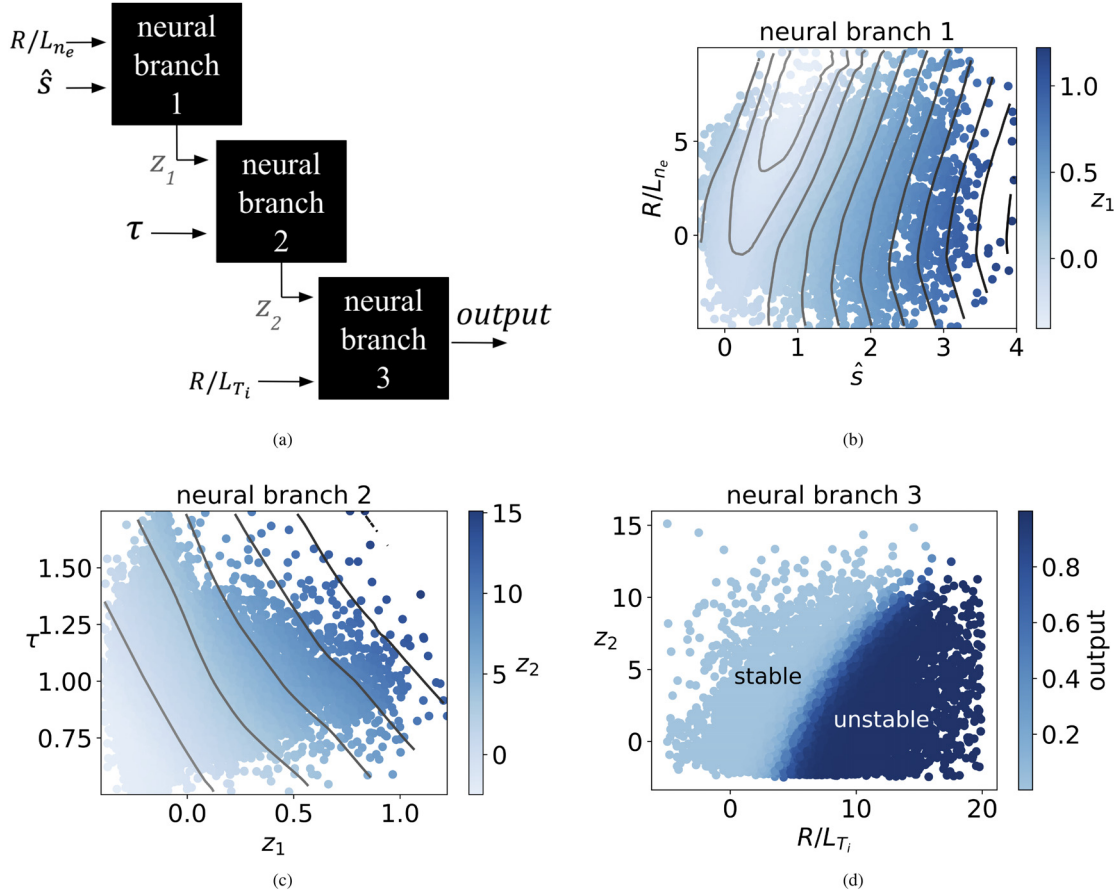 R/L_{n_e}
ŝ
neural
branch
1
z_1
τ
neural
branch
2
z_2
R/L_{T_i}
neural
branch
3
output
(a)
neural branch 1
5
0
R/L_{n_e}
0 1 2 3 4
ŝ
1.0
0.5
0.0
z_1
(b)
neural branch 2
1.50
1.25
1.00
0.75
τ
0.0 0.5 1.0
z_1
15
10
5
0
z_2
(c)
neural branch 3
15
10
5
0
z_2
stable
unstable
0 10 20
R/L_{T_i}
0.8
0.6
0.4
0.2
output
(d)